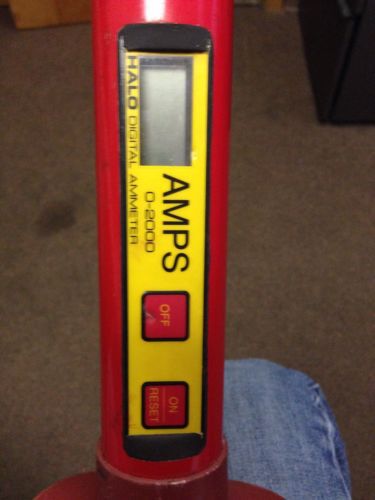 HALO DIGITAL AMMETER
AMPS
0-2000
OFF
ON
RESET